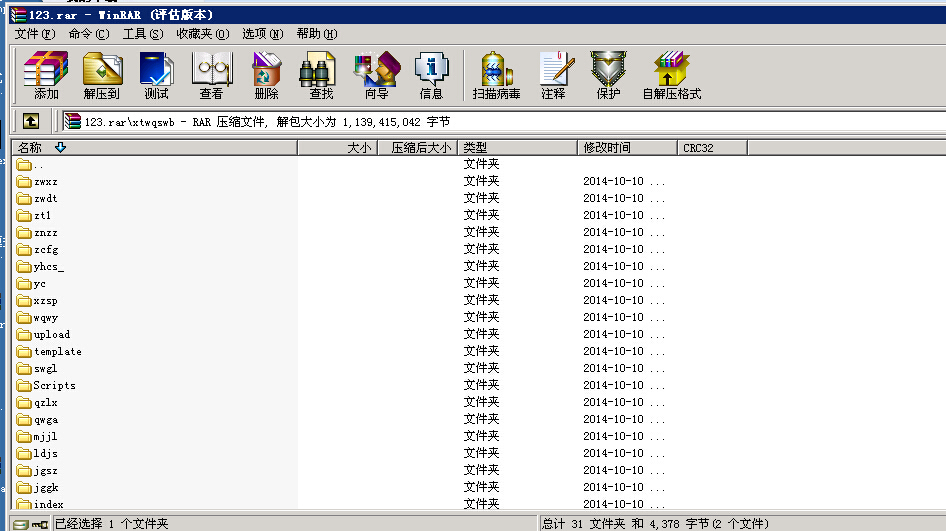 123.rar - WinRAR (评估版本)
文件(F) 命令(C) 工具(S) 收藏夹(O) 选项(N) 帮助(H)
添加 解压到 测试 查看 删除 查找 向导 信息 扫描病毒 注释 保护 自解压格式
123.rar\xtwqswb - RAR 压缩文件, 解包大小为 1,139,415,042 字节
名称 大小 压缩后大小 类型 修改时间 CRC32
.. 文件夹
zwxz 文件夹 2014-10-10 ...
zwdt 文件夹 2014-10-10 ...
zt1 文件夹 2014-10-10 ...
znzz 文件夹 2014-10-10 ...
zcfg 文件夹 2014-10-10 ...
yhcs_ 文件夹 2014-10-10 ...
yc 文件夹 2014-10-10 ...
xzsp 文件夹 2014-10-10 ...
wqwy 文件夹 2014-10-10 ...
upload 文件夹 2014-10-10 ...
template 文件夹 2014-10-10 ...
swgl 文件夹 2014-10-10 ...
Scripts 文件夹 2014-10-10 ...
qzlx 文件夹 2014-10-10 ...
qwga 文件夹 2014-10-10 ...
mjjl 文件夹 2014-10-10 ...
ldjs 文件夹 2014-10-10 ...
jgsz 文件夹 2014-10-10 ...
jggk 文件夹 2014-10-10 ...
index 文件夹 2014-10-10 ...
已经选择 1 个文件夹 总计 31 文件夹 和 4,378 字节(2 个文件)